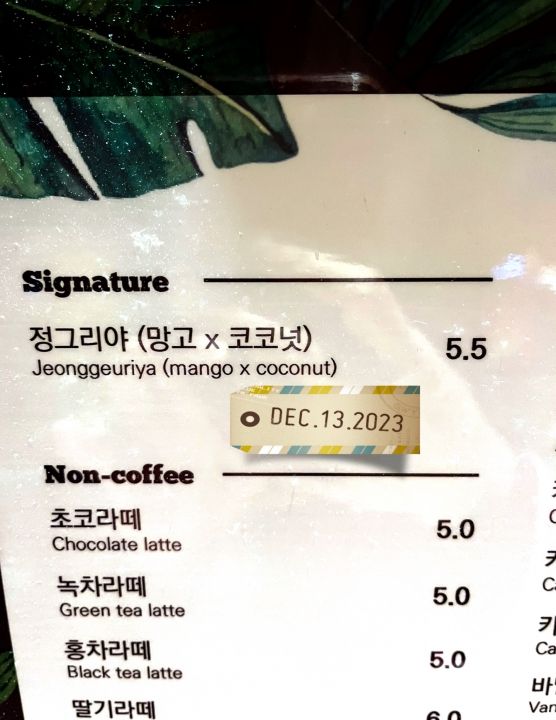 Signature
정그리야 (망고 x 코코넛) 5.5
Jeonggeuriya (mango x coconut)
DEC.13.2023
Non-coffee
초코라떼 5.0
Chocolate latte
녹차라떼 5.0
Green tea latte
홍차라떼 5.0
Black tea latte
딸기라떼 6.0